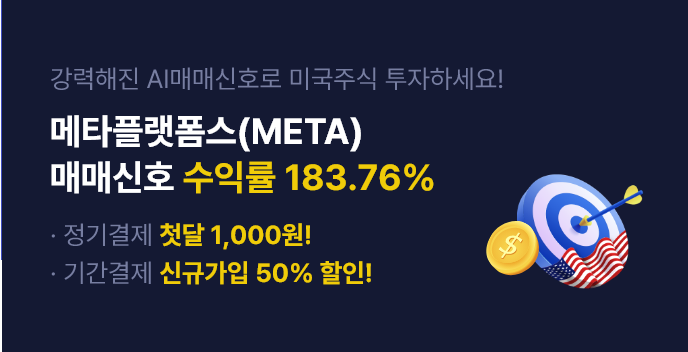 강력해진 AI매매신호로 미국주식 투자하세요!
메타플랫폼스(META)
매매신호 수익률 183.76%
· 정기결제 첫달 1,000원!
· 기간결제 신규가입 50% 할인!
$